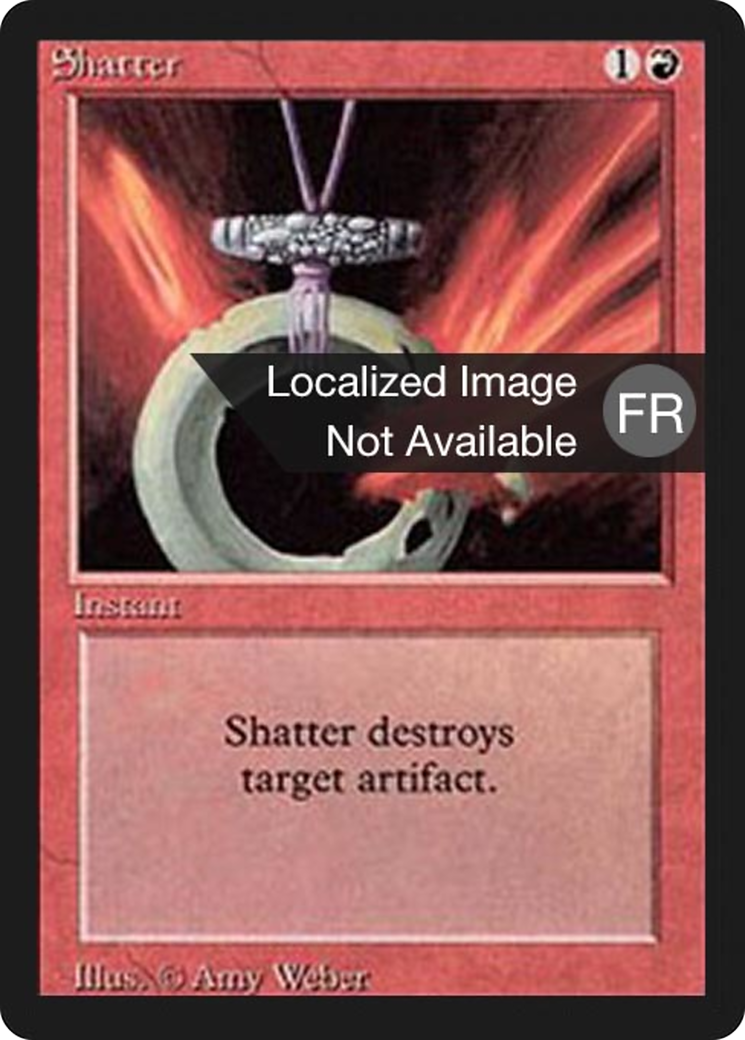 Shatter
1
Localized Image
Not Available
FR
Instant
Shatter destroys
target artifact.
Illus. © Amy Weber